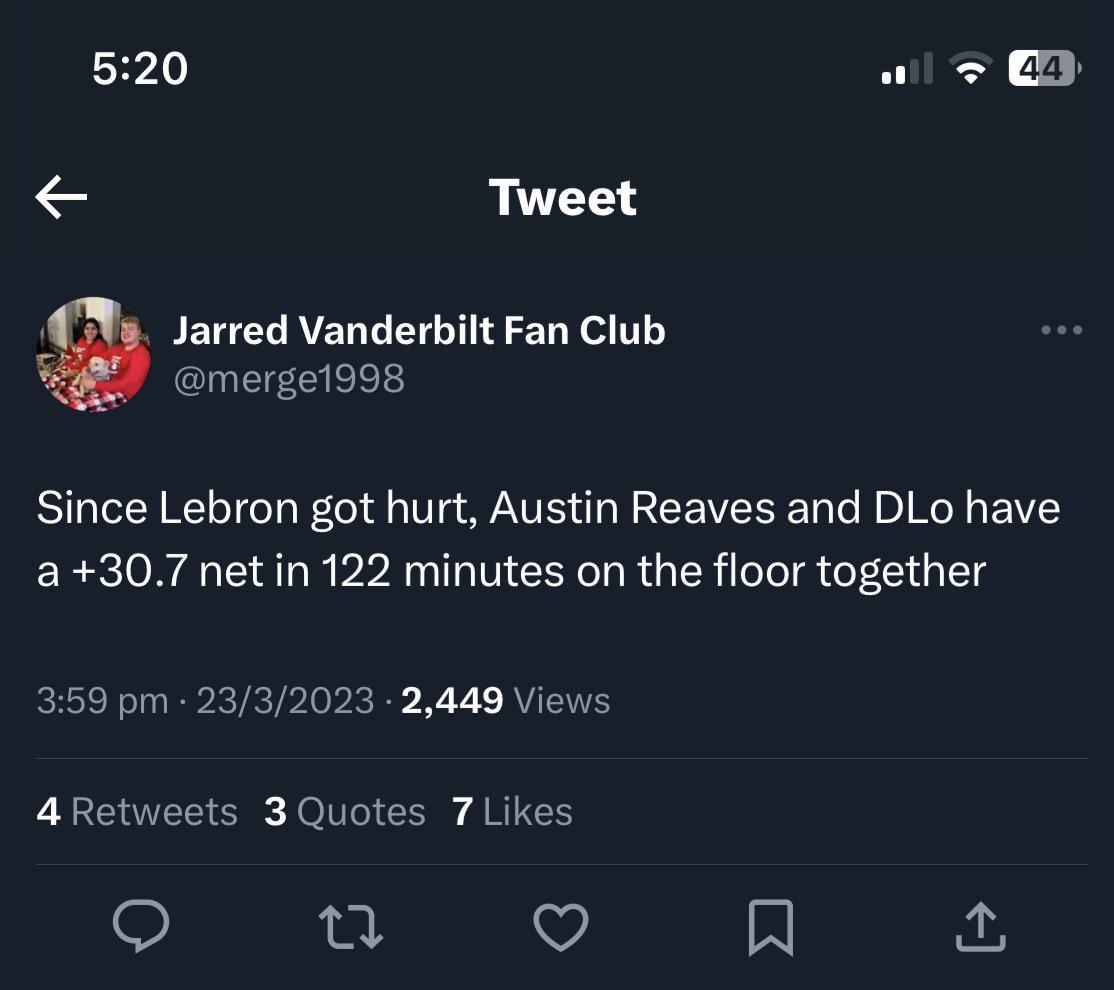 5:20 44
Tweet
Jarred Vanderbilt Fan Club
@merge1998
Since Lebron got hurt, Austin Reaves and DLo have
a +30.7 net in 122 minutes on the floor together
3:59 pm · 23/3/2023 · 2,449 Views
4 Retweets 3 Quotes 7 Likes